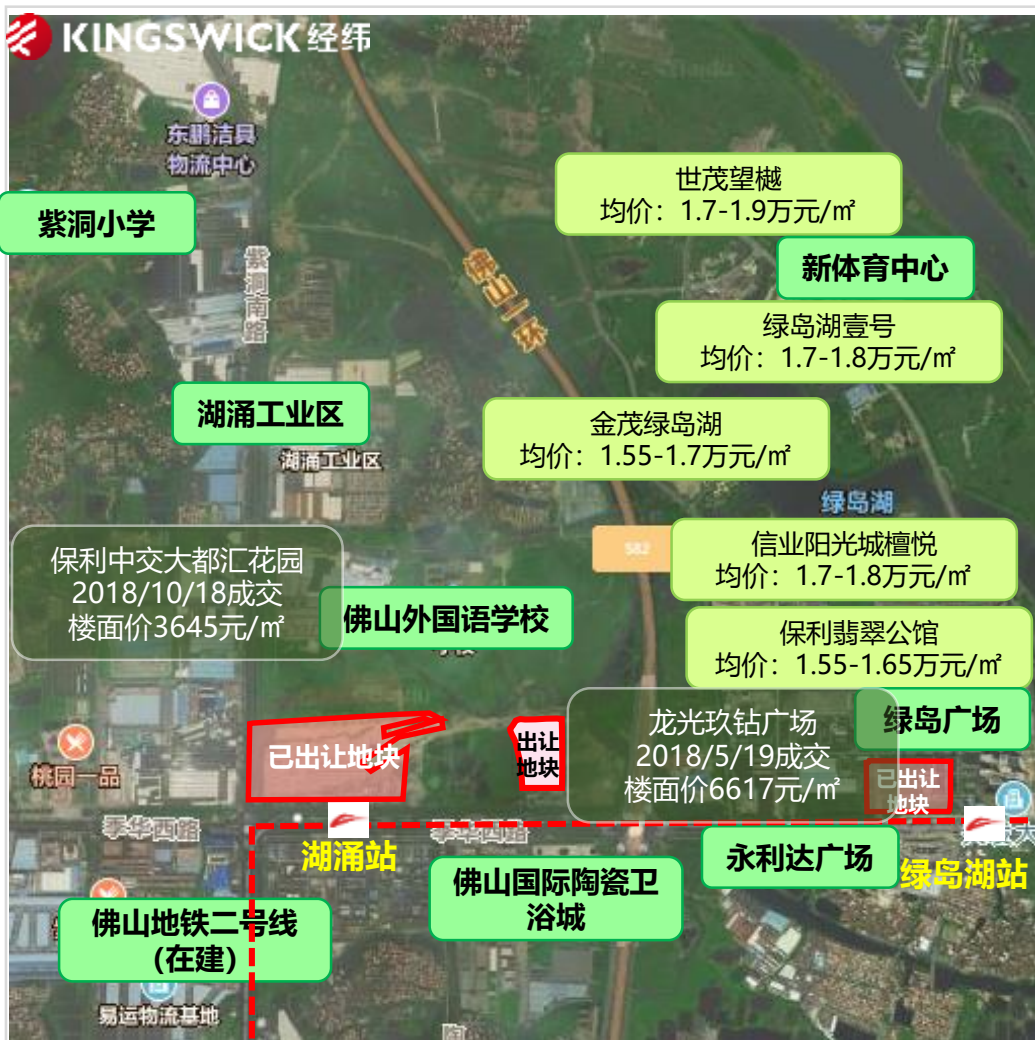 KINGSWICK经纬
东鹏洁具
物流中心
世茂望樾
均价：1.7-1.9万元/㎡
紫洞小学
新体育中心
紫洞南路
佛山一环
绿岛湖壹号
均价：1.7-1.8万元/㎡
湖涌工业区
金茂绿岛湖
均价：1.55-1.7万元/㎡
湖涌工业区
绿岛湖
保利中交大都汇花园
2018/10/18成交
楼面价3645元/㎡
S82
信业阳光城檀悦
均价：1.7-1.8万元/㎡
佛山外国语学校
保利翡翠公馆
均价：1.55-1.65万元/㎡
绿岛广场
龙光玖钻广场
2018/5/19成交
楼面价6617元/㎡
已出让地块
出让
地块
已出让
地块
桃园一品
季华西路
季华西路
湖涌站
永利达广场
绿岛湖站
佛山国际陶瓷卫
浴城
佛山地铁二号线
(在建)
易运物流基地